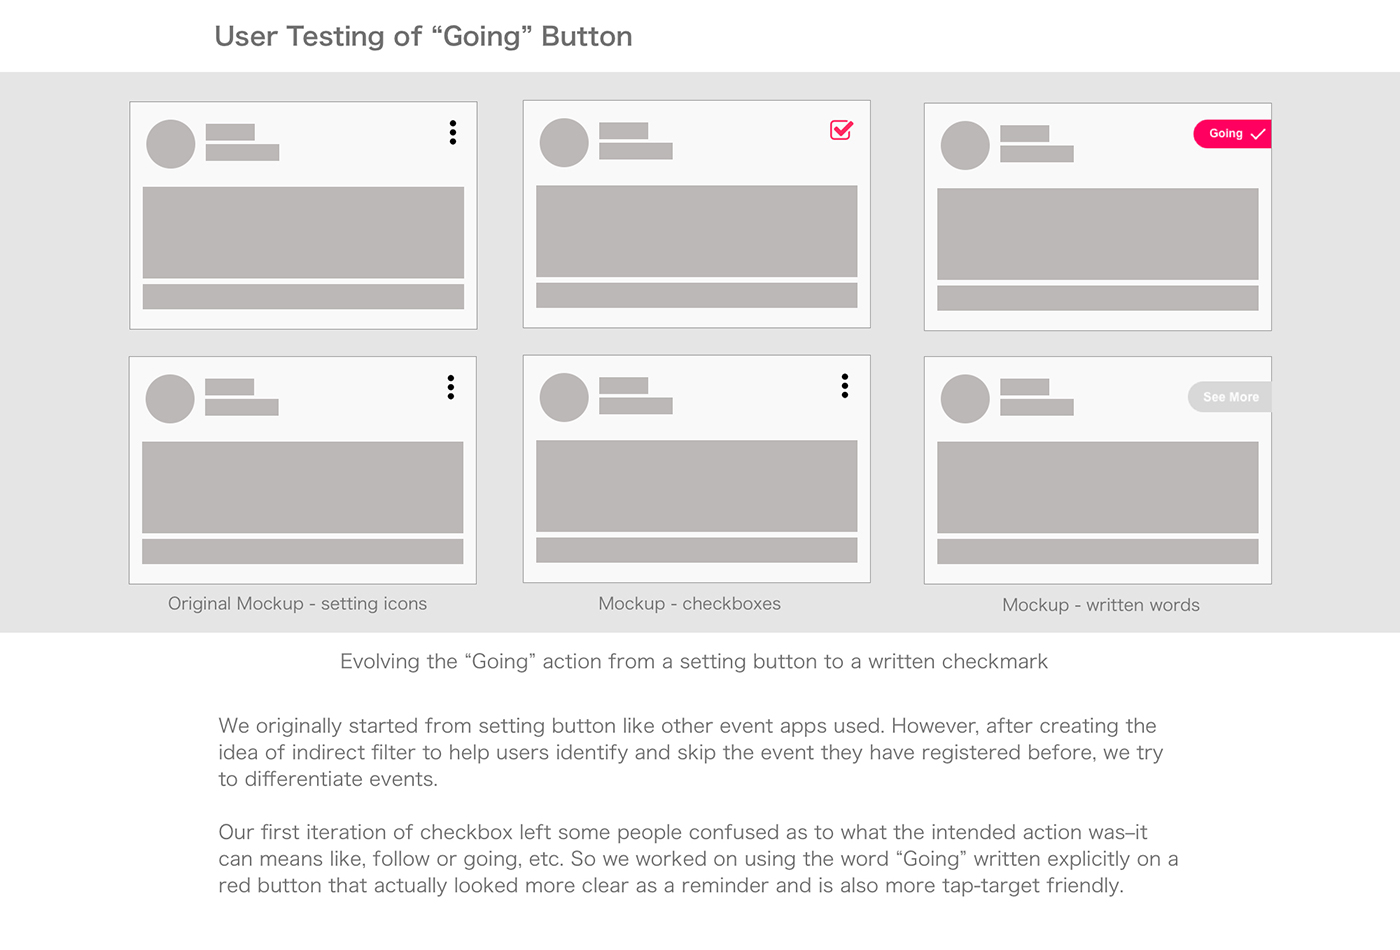 User Testing of “Going” Button
Going
See More
Original Mockup - setting icons
Mockup - checkboxes
Mockup - written words
Evolving the “Going” action from a setting button to a written checkmark
We originally started from setting button like other event apps used. However, after creating the
idea of indirect filter to help users identify and skip the event they have registered before, we try
to differentiate events.
Our first iteration of checkbox left some people confused as to what the intended action was–it
can means like, follow or going, etc. So we worked on using the word “Going” written explicitly on a
red button that actually looked more clear as a reminder and is also more tap-target friendly.